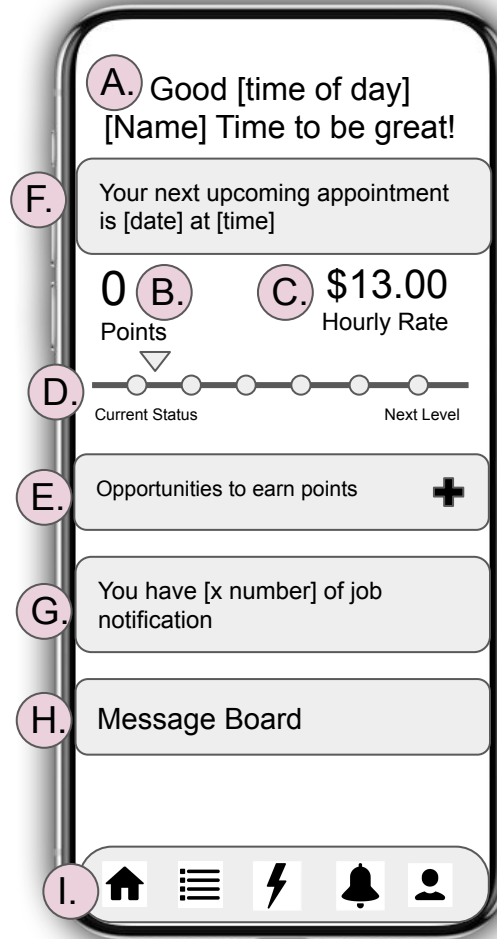 A. Good [time of day]
[Name] Time to be great!
F. Your next upcoming appointment
is [date] at [time]
0 B. C. $13.00
Points Hourly Rate
D.
Current Status Next Level
E. Opportunities to earn points
G. You have [x number] of job
notification
H. Message Board
I.